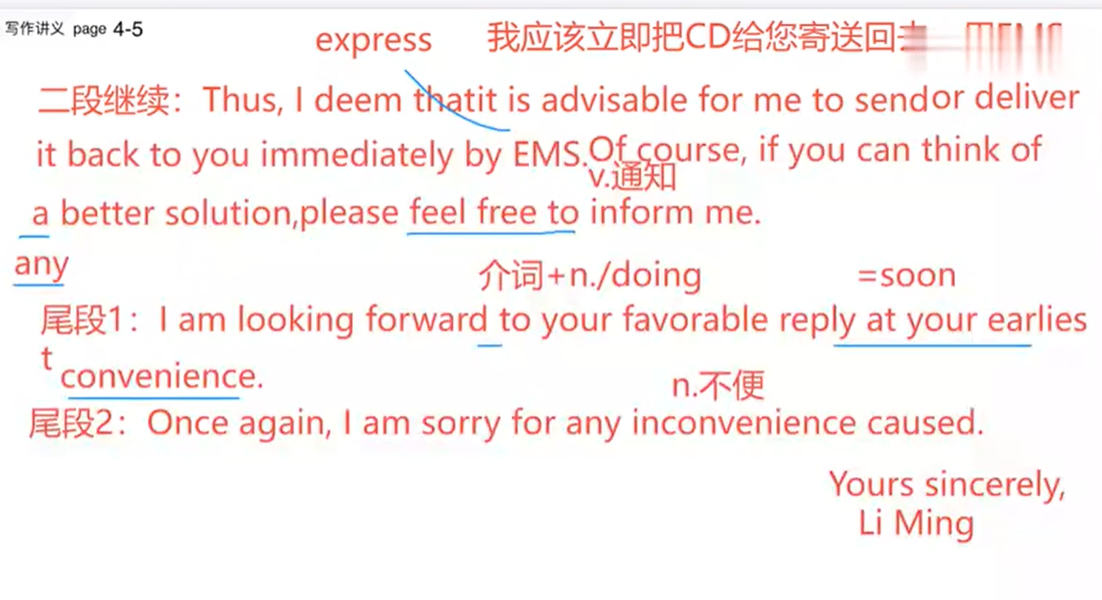 写作讲义 page 4-5
express 我应该立即把CD给您寄送回
二段继续：Thus, I deem thatit is advisable for me to sendor deliver
it back to you immediately by EMS.Of course, if you can think of
v.通知
a better solution,please feel free to inform me.
any
介词+n./doing =soon
尾段1：I am looking forward to your favorable reply at your earlies
t convenience.
n.不便
尾段2：Once again, I am sorry for any inconvenience caused.
Yours sincerely,
Li Ming